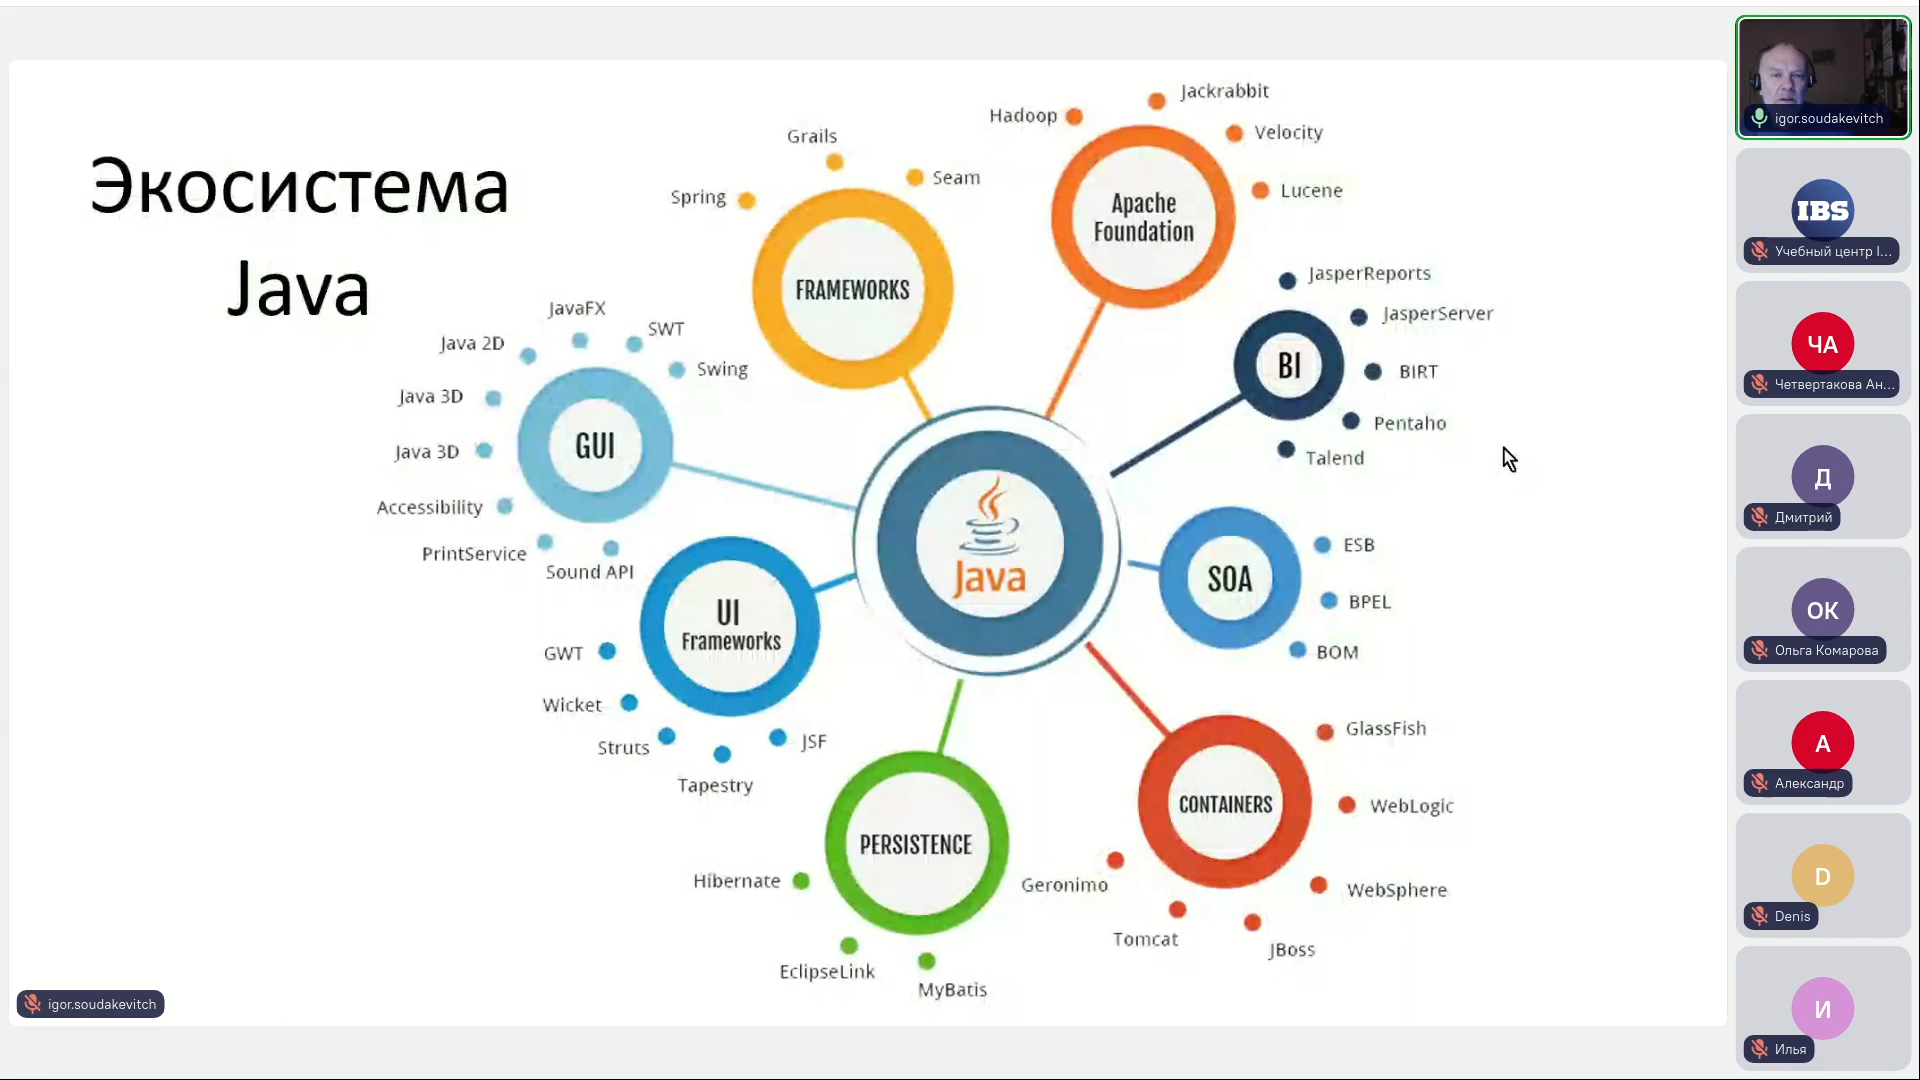 Экосистема
Java
Grails
Spring
Seam
FRAMEWORKS
Hadoop
Jackrabbit
Velocity
Lucene
Apache
Foundation
JasperReports
JasperServer
BI
BIRT
Pentaho
Talend
JavaFX
SWT
Java 2D
Swing
Java 3D
GUI
Java 3D
Accessibility
PrintService
Sound API
Java
SOA
ESB
BPEL
BOM
UI
Frameworks
GWT
Wicket
Struts
Tapestry
JSF
PERSISTENCE
Hibernate
EclipseLink
MyBatis
CONTAINERS
GlassFish
WebLogic
WebSphere
JBoss
Tomcat
Geronimo
igor.soudakevitch
igor.soudakevitch
IBS
Учебный центр I...
ЧА
Четвертакова Ан...
Д
Дмитрий
ОК
Ольга Комарова
А
Александр
D
Denis
И
Илья